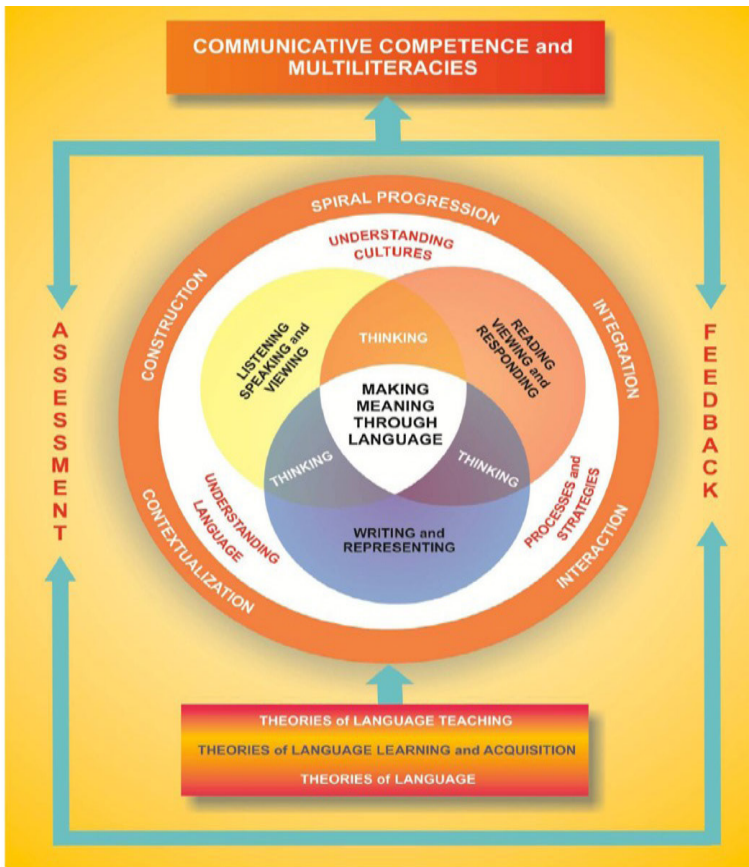 COMMUNICATIVE COMPETENCE and
MULTILITERACIES
SPIRAL PROGRESSION
UNDERSTANDING
CULTURES
CONSTRUCTION
INTEGRATION
LISTENING
SPEAKING and
VIEWING
THINKING
READING
VIEWING and
RESPONDING
ASSESSMENT
FEEDBACK
MAKING
MEANING
THROUGH
LANGUAGE
THINKING
THINKING
UNDERSTANDING
LANGUAGE
WRITING and
REPRESENTING
PROCESSES and
STRATEGIES
CONTEXTUALIZATION
INTERACTION
THEORIES of LANGUAGE TEACHING
THEORIES of LANGUAGE LEARNING and ACQUISITION
THEORIES of LANGUAGE